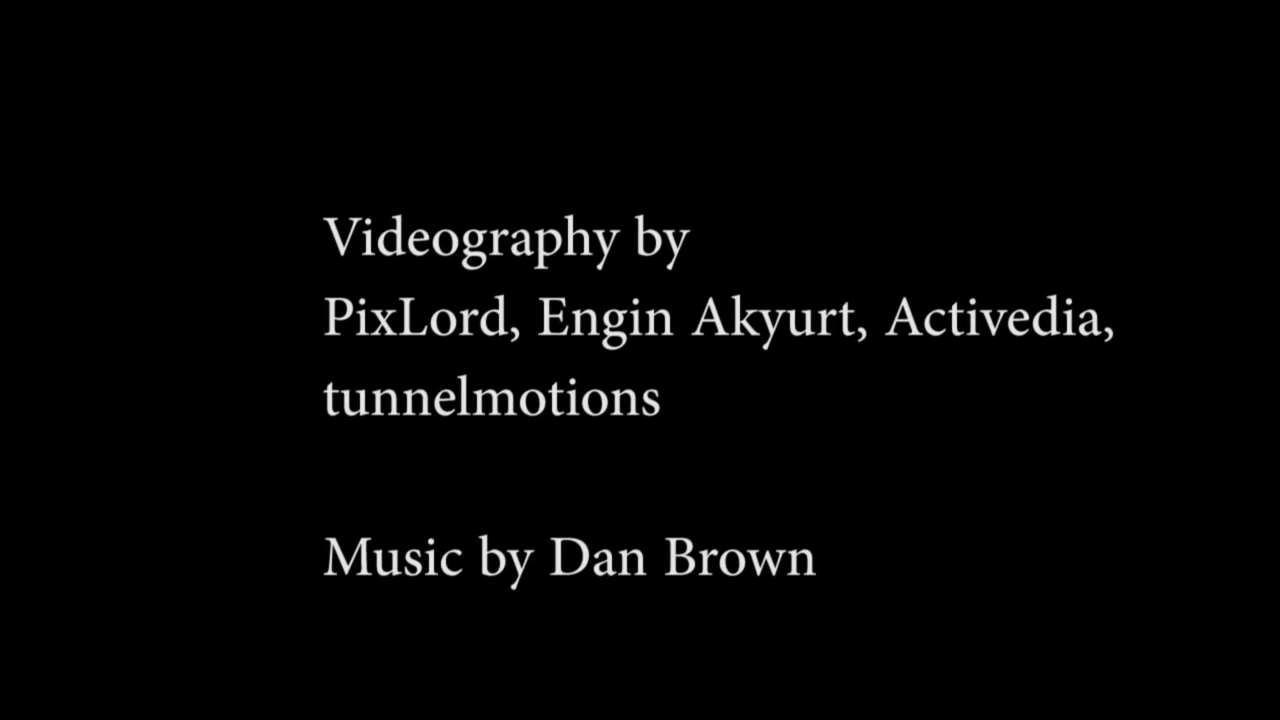 Videography by
PixLord, Engin Akyurt, Activedia,
tunnelmotions
Music by Dan Brown